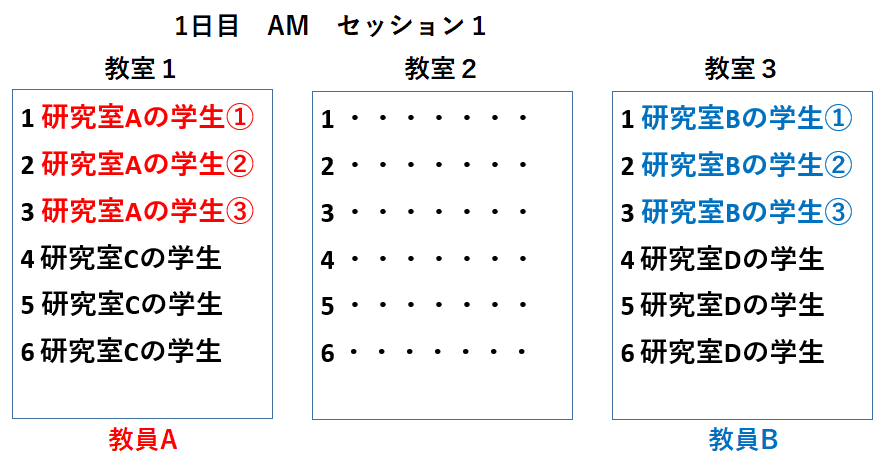 1日目　AM　セッション１
教室１
1 研究室Aの学生①
2 研究室Aの学生②
3 研究室Aの学生③
4 研究室Cの学生
5 研究室Cの学生
6 研究室Cの学生
教員A
教室２
1 ・・・・・・・
2 ・・・・・・・
3 ・・・・・・・
4 ・・・・・・・
5 ・・・・・・・
6 ・・・・・・・
教室３
1 研究室Bの学生①
2 研究室Bの学生②
3 研究室Bの学生③
4 研究室Dの学生
5 研究室Dの学生
6 研究室Dの学生
教員B